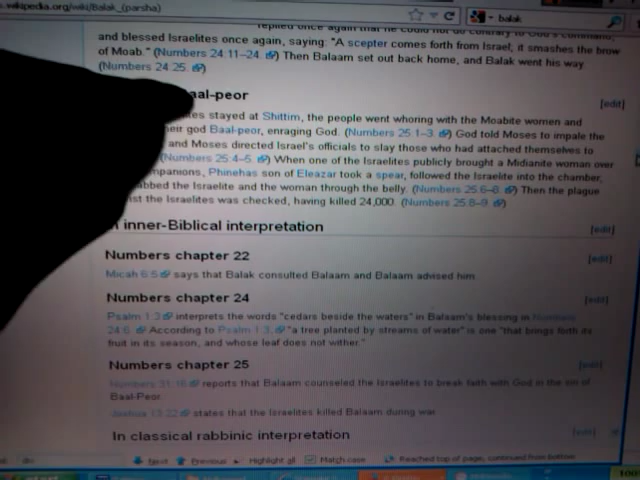 wikipedia.org/wiki/Balak_(parsha)
balak
replied once again that he could not do contrary to God's command,
and blessed Israelites once again, saying: "A scepter comes forth from Israel; it smashes the brow
of Moab." (Numbers 24:11–24.) Then Balaam set out back home, and Balak went his way.
(Numbers 24:25.)
aal-peor
[edit]
ites stayed at Shittim, the people went whoring with the Moabite women and
eir god Baal-peor, enraging God. (Numbers 25:1–3.) God told Moses to impale the
and Moses directed Israel's officials to slay those who had attached themselves to
(Numbers 25:4–5.) When one of the Israelites publicly brought a Midianite woman over
mpanions, Phinehas son of Eleazar took a spear, followed the Israelite into the chamber,
abbed the Israelite and the woman through the belly. (Numbers 25:6–8.) Then the plague
nst the Israelites was checked, having killed 24,000. (Numbers 25:8–9.)
n inner-Biblical interpretation
[edit]
Numbers chapter 22
[edit]
Micah 6:5 says that Balak consulted Balaam and Balaam advised him.
Numbers chapter 24
[edit]
Psalm 1:3 interprets the words "cedars beside the waters" in Balaam's blessing in Numbers
24:6. According to Psalm 1:3, "a tree planted by streams of water" is one "that brings forth its
fruit in its season, and whose leaf does not wither."
Numbers chapter 25
[edit]
Numbers 31:16 reports that Balaam counseled the Israelites to break faith with God in the sin of
Baal-Peor.
Joshua 13:22 states that the Israelites killed Balaam during war.
In classical rabbinic interpretation
[edit]
Next Previous Highlight all Match case Reached top of page, continued from bottom
100